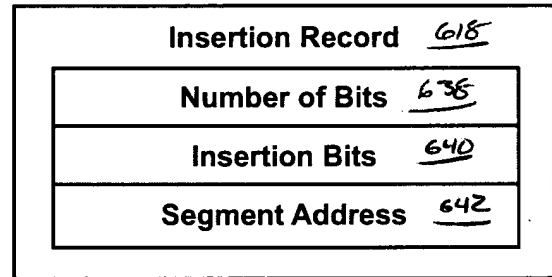 Insertion Record 618
Number of Bits 638
Insertion Bits 640
Segment Address 642